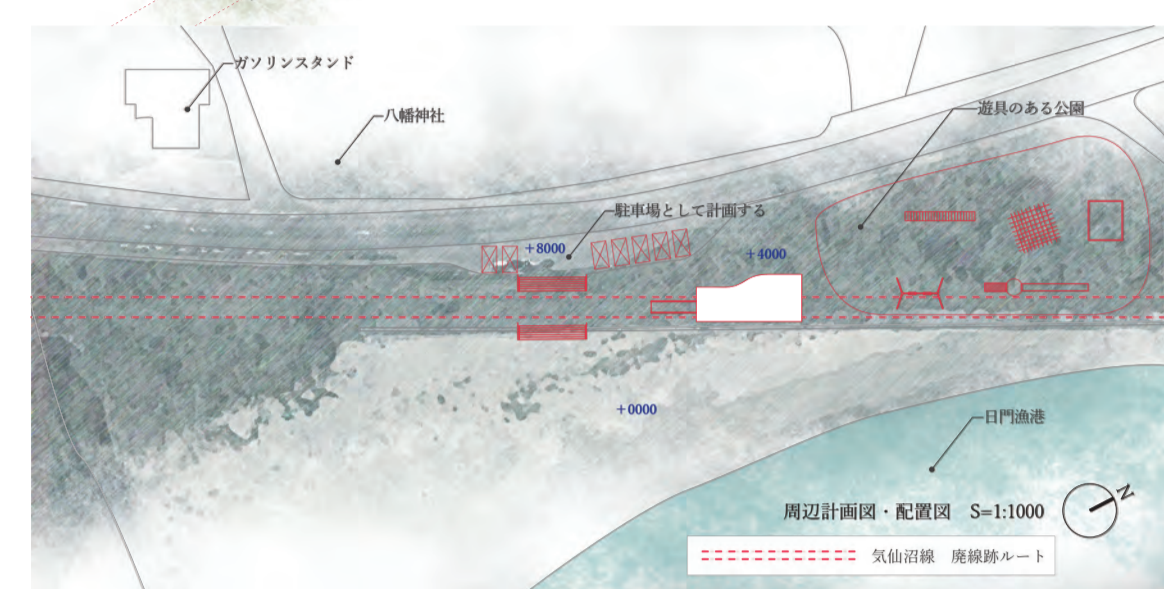 ガソリンスタンド
八幡神社
遊具のある公園
駐車場として計画する
+8000
+4000
+0000
日門漁港
周辺計画図・配置図 S=1:1000
N
気仙沼線 廃線跡ルート